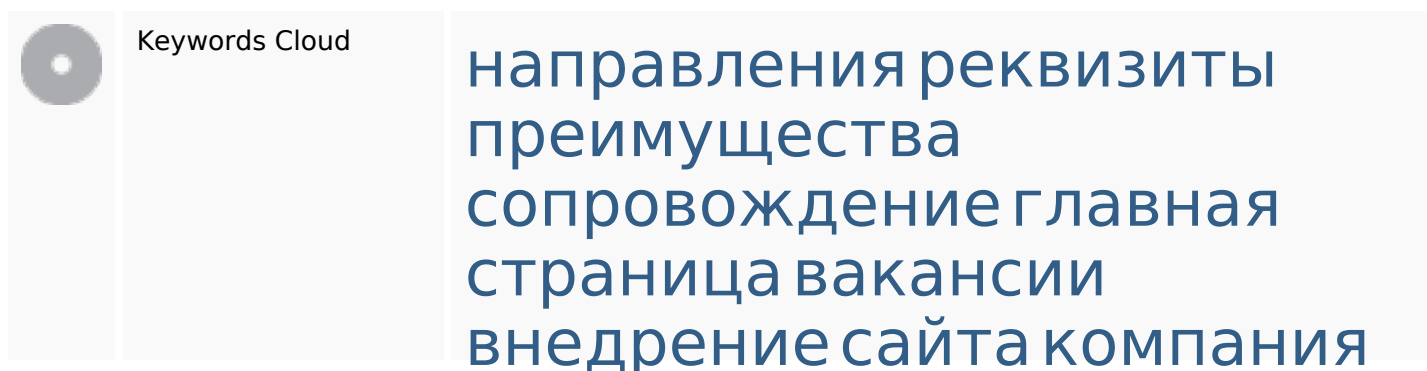 Keywords Cloud
направления реквизиты
преимущества
сопровождение главная
страница вакансии
внедрение сайта компания